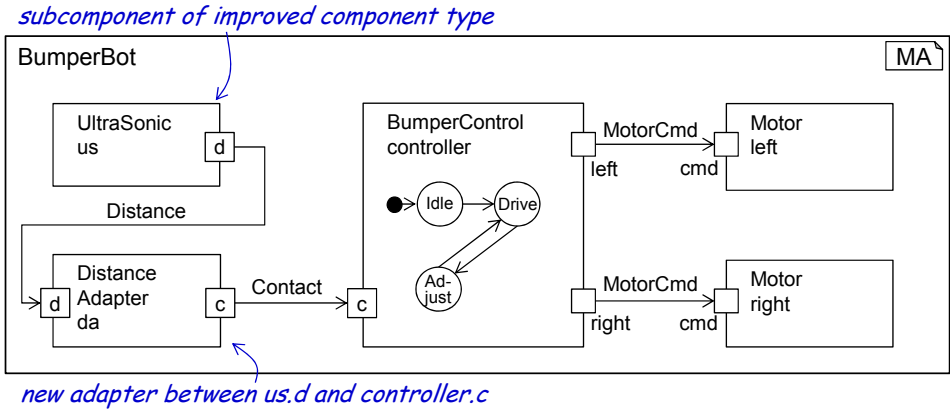 subcomponent of improved component type
BumperBot
MA
UltraSonic
us
d
Distance
Distance
Adapter
da
d
c
Contact
BumperControl
controller
Idle
Drive
Ad-
just
c
left
right
MotorCmd
cmd
Motor
left
MotorCmd
cmd
Motor
right
new adapter between us.d and controller.c